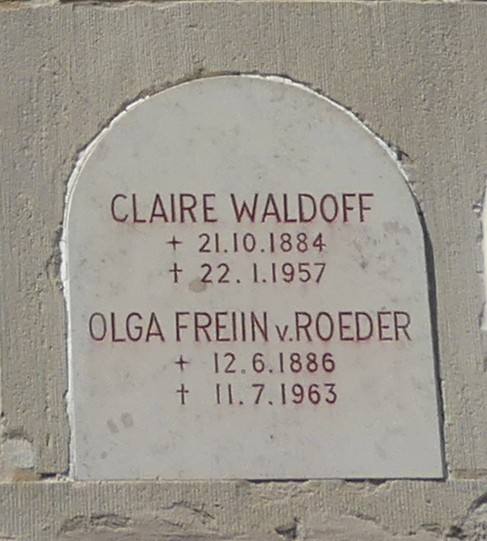 CLAIRE WALDOFF
+ 21.10.1884
† 22.1.1957
OLGA FREIIN v. ROEDER
+ 12.6.1886
† 11.7.1963